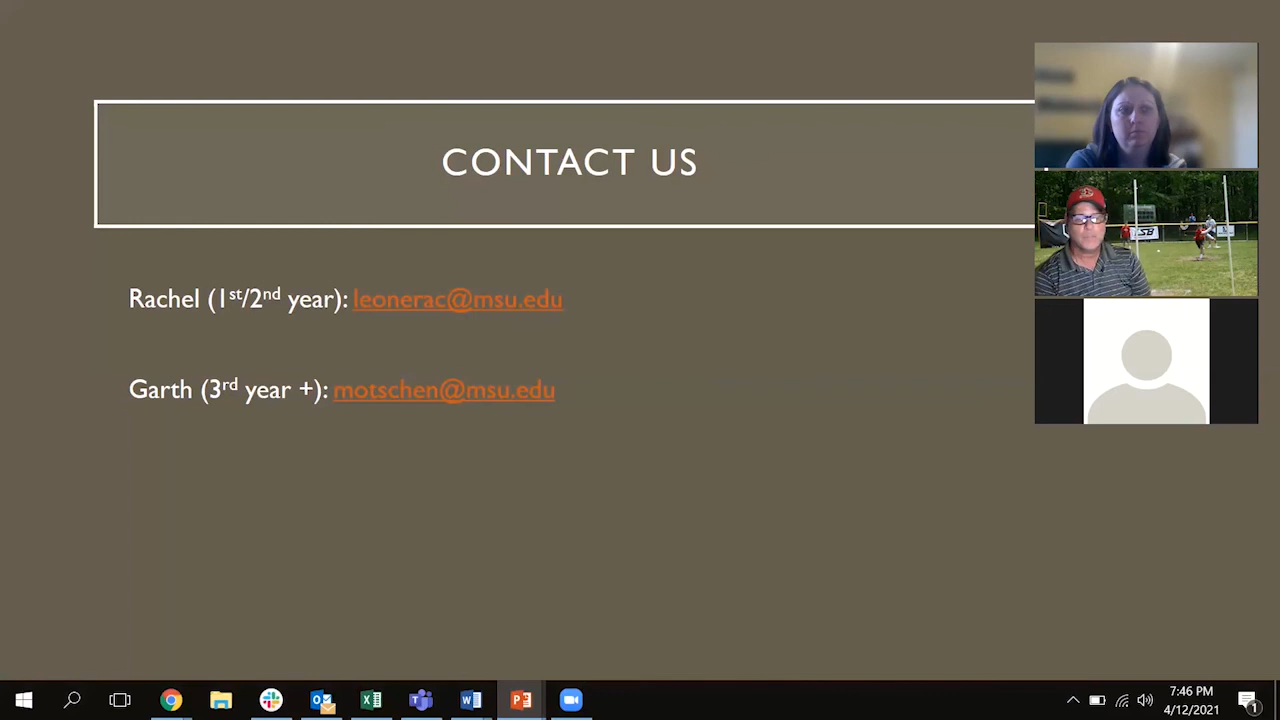 CONTACT US
Rachel (1st/2nd year): leonerac@msu.edu
Garth (3rd year +): motschen@msu.edu
7:46 PM
4/12/2021
1